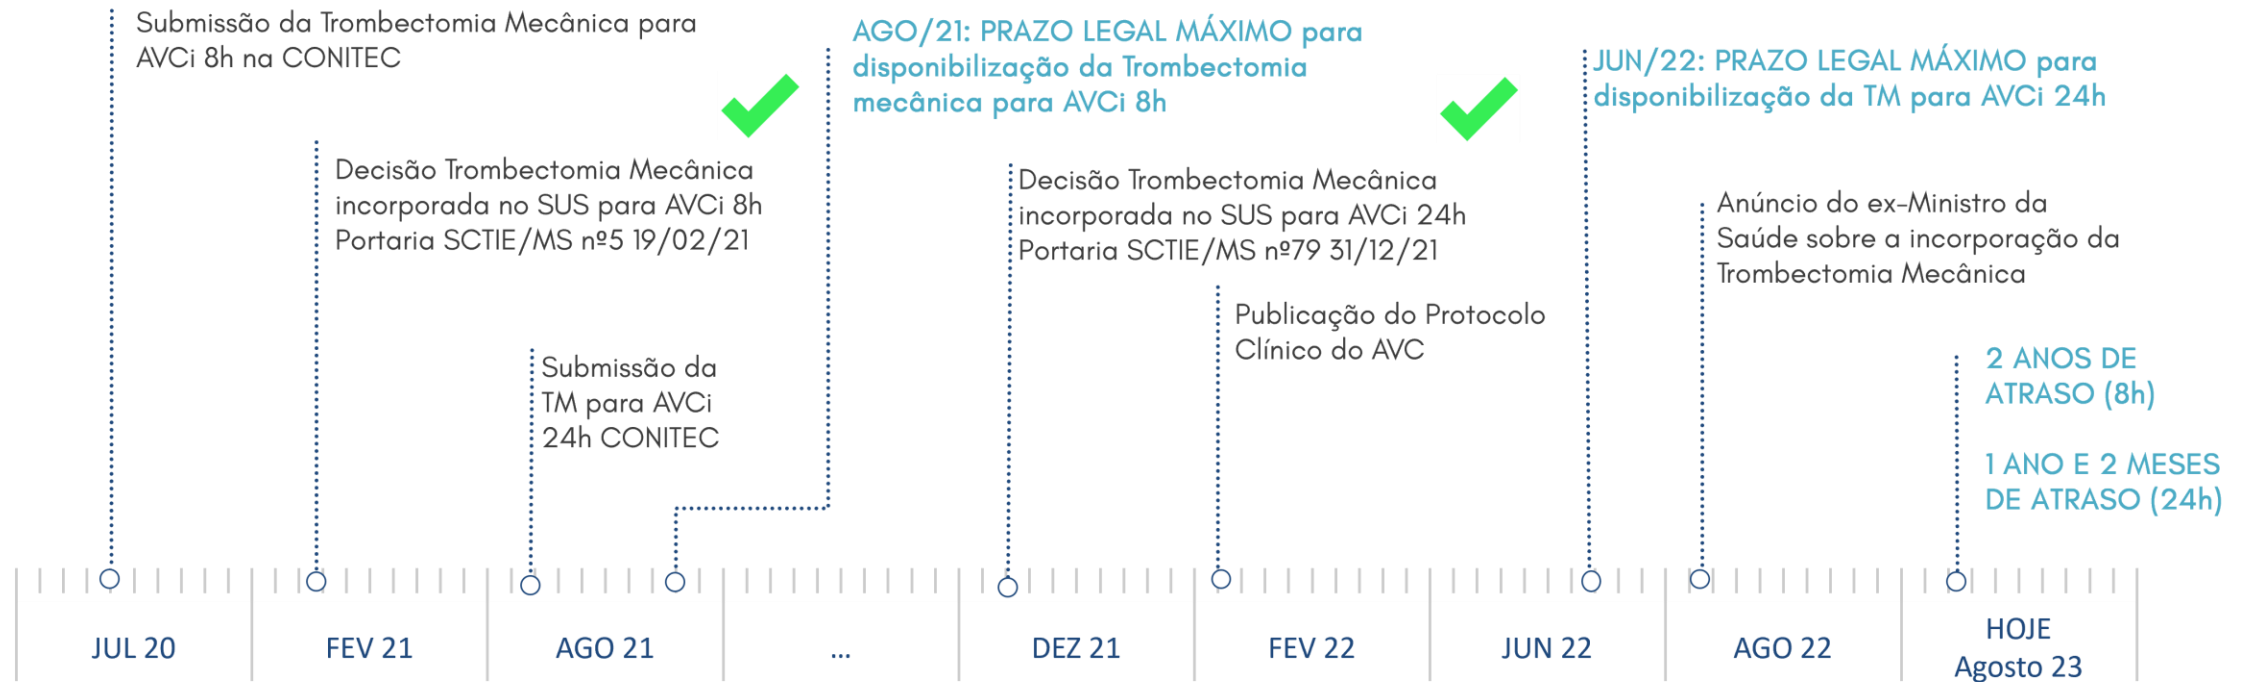 Submissão da Trombectomia Mecânica para
AVCi 8h na CONITEC
Decisão Trombectomia Mecânica
incorporada no SUS para AVCi 8h
Portaria SCTIE/MS nº5 19/02/21
Submissão da
TM para AVCi
24h CONITEC
AGO/21: PRAZO LEGAL MÁXIMO para
disponibilização da Trombectomia
mecânica para AVCi 8h
Decisão Trombectomia Mecânica
incorporada no SUS para AVCi 24h
Portaria SCTIE/MS nº79 31/12/21
Publicação do Protocolo
Clínico do AVC
JUN/22: PRAZO LEGAL MÁXIMO para
disponibilização da TM para AVCi 24h
Anúncio do ex-Ministro da
Saúde sobre a incorporação da
Trombectomia Mecânica
2 ANOS DE
ATRASO (8h)
1 ANO E 2 MESES
DE ATRASO (24h)
JUL 20
FEV 21
AGO 21
...
DEZ 21
FEV 22
JUN 22
AGO 22
HOJE
Agosto 23